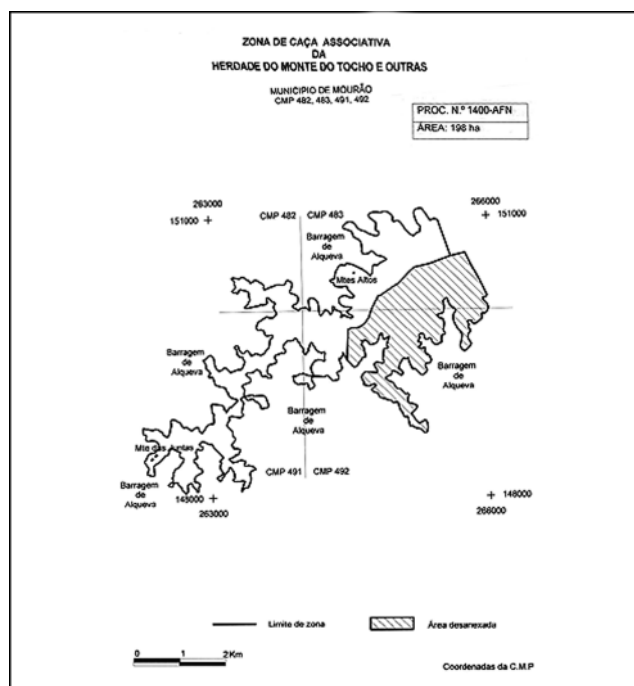 ZONA DE CAÇA ASSOCIATIVA
DA
HERDADE DO MONTE DO TOCHO E OUTRAS
MUNICIPIO DE MOURÃO
CMP 482, 483, 491, 492
PROC. N.º 1400-AFN
ÁREA: 198 ha
263000
151000
CMP 482
CMP 483
266000
151000
Barragem
de
Alqueva
Mtes Altos
Barragem
de
Alqueva
Barragem
de
Alqueva
Barragem
de
Alqueva
Mte das Juntas
Barragem
de
Alqueva
CMP 491
CMP 492
148000
263000
148000
266000
Limite de zona
Área desanexada
0 1 2 Km
Coordenadas da C.M.P